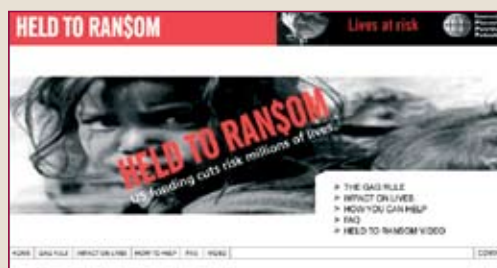 HELD TO RAN$OM
Lives at risk
HELD TO RAN$OM
US funding cuts risk millions of lives.
> THE GAG RULE
> IMPACT ON LIVES
> HOW YOU CAN HELP
> FAQ
> HELD TO RANSOM VIDEO
HOME | GAG RULE | IMPACT ON LIVES | HOW TO HELP | FAQ | VIDEO